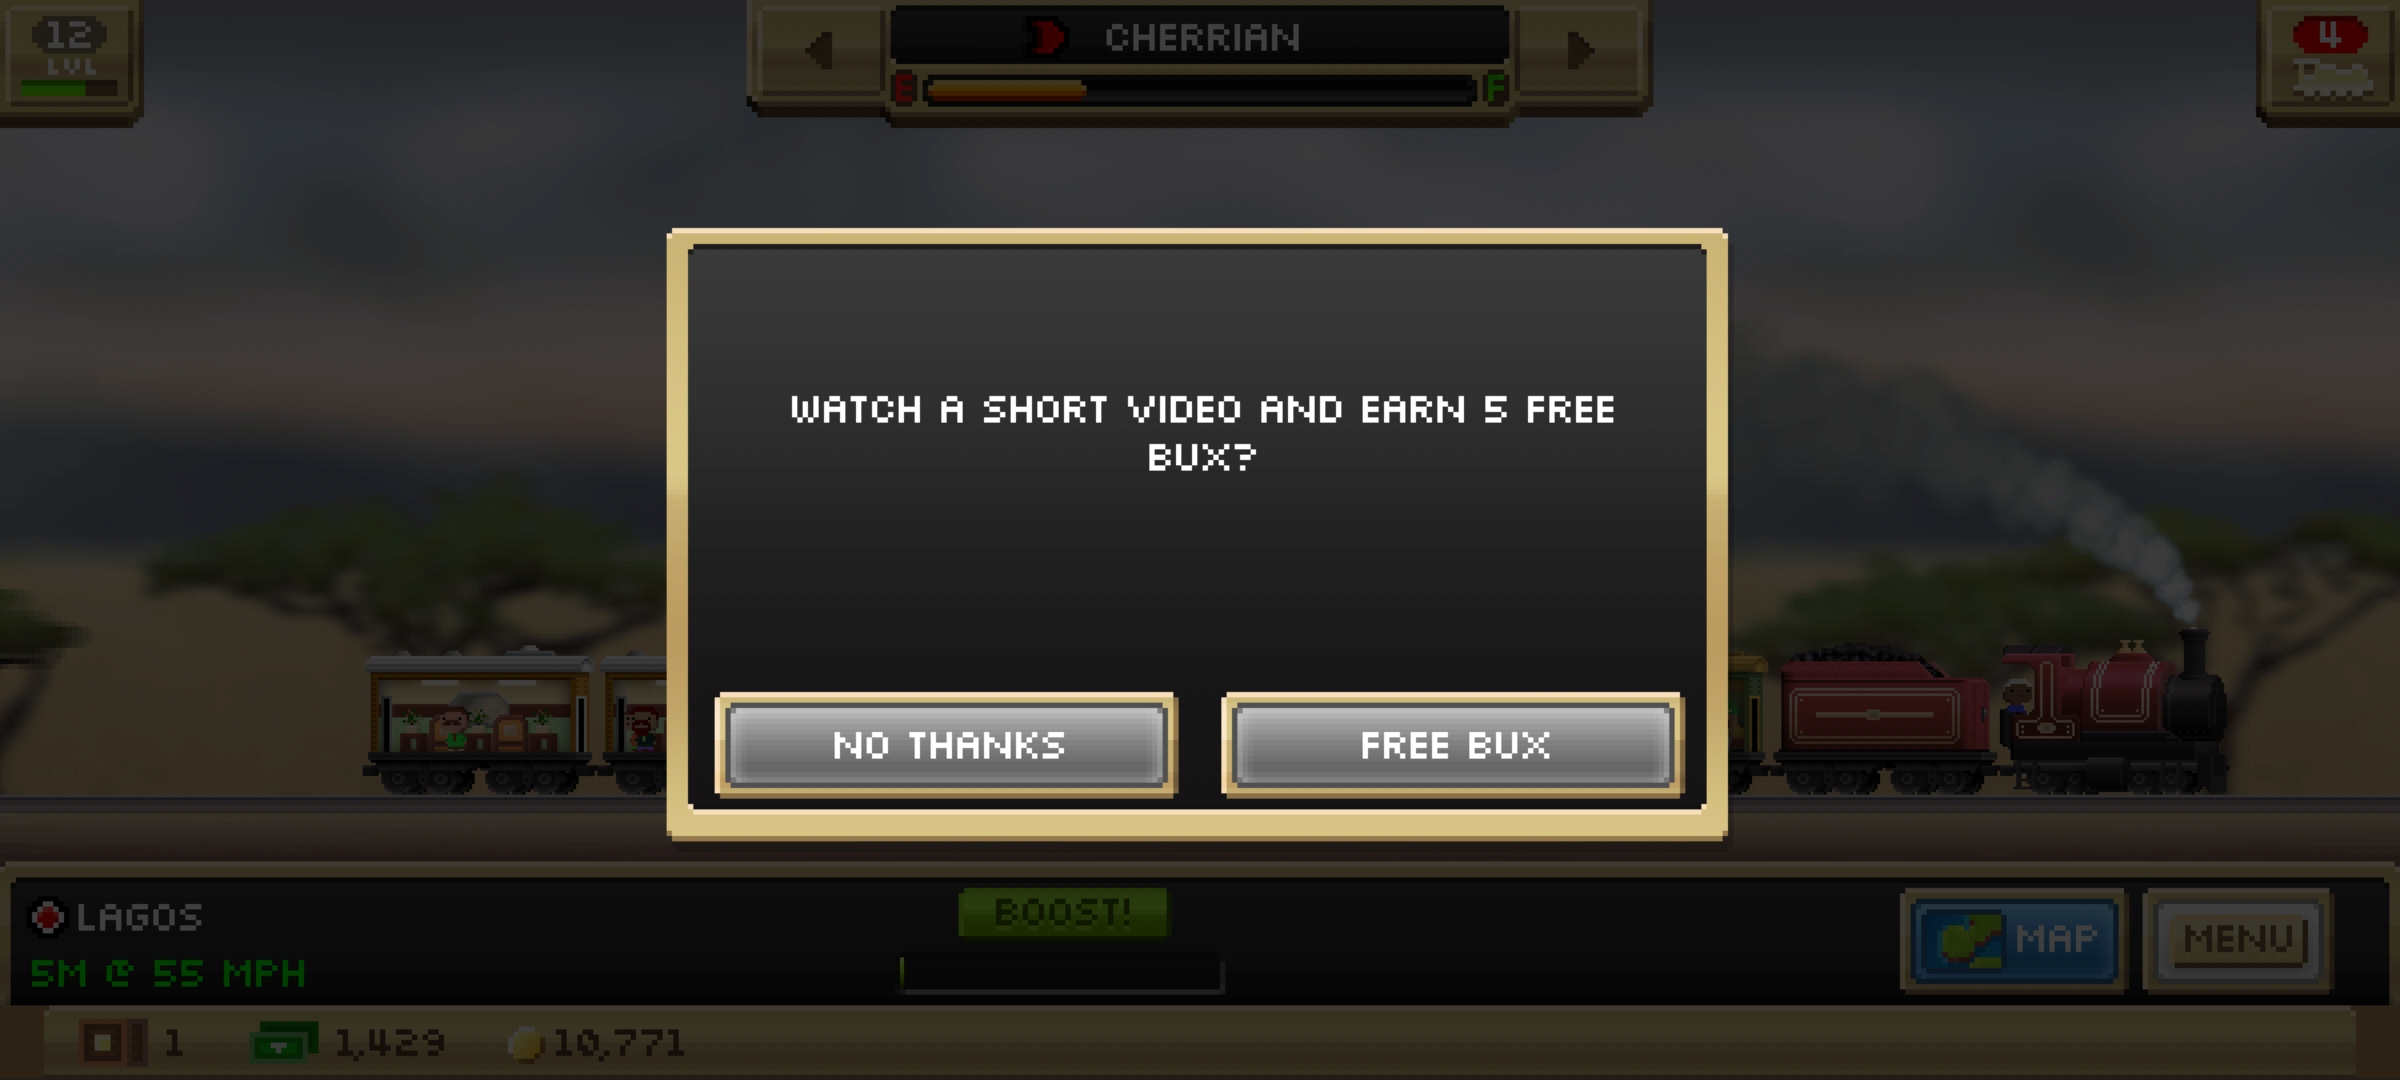 12
LVL
CHERRIAN
E F
4
WATCH A SHORT VIDEO AND EARN 5 FREE
BUX?
NO THANKS FREE BUX
LAGOS
5M @ 55 MPH
BOOST!
MAP MENU
1 1,429 10,771